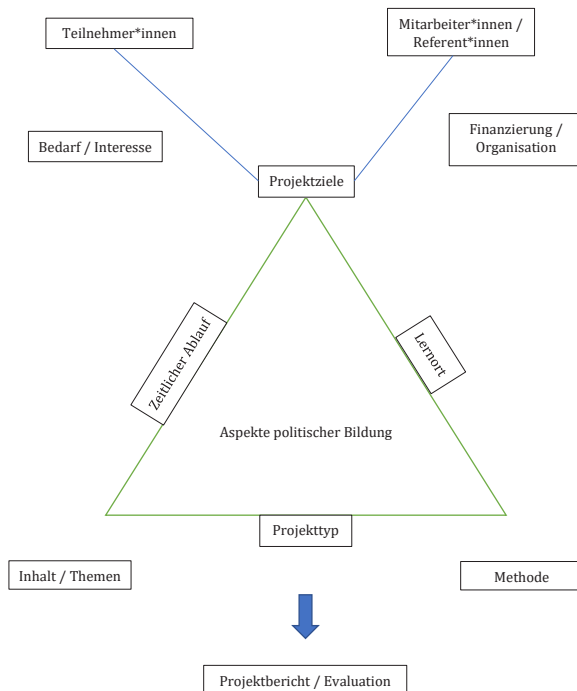 Teilnehmer*innen
Mitarbeiter*innen /
Referent*innen
Bedarf / Interesse
Finanzierung /
Organisation
Projektziele
Zeitlicher Ablauf
Lernort
Aspekte politischer Bildung
Projekttyp
Inhalt / Themen
Methode
Projektbericht / Evaluation